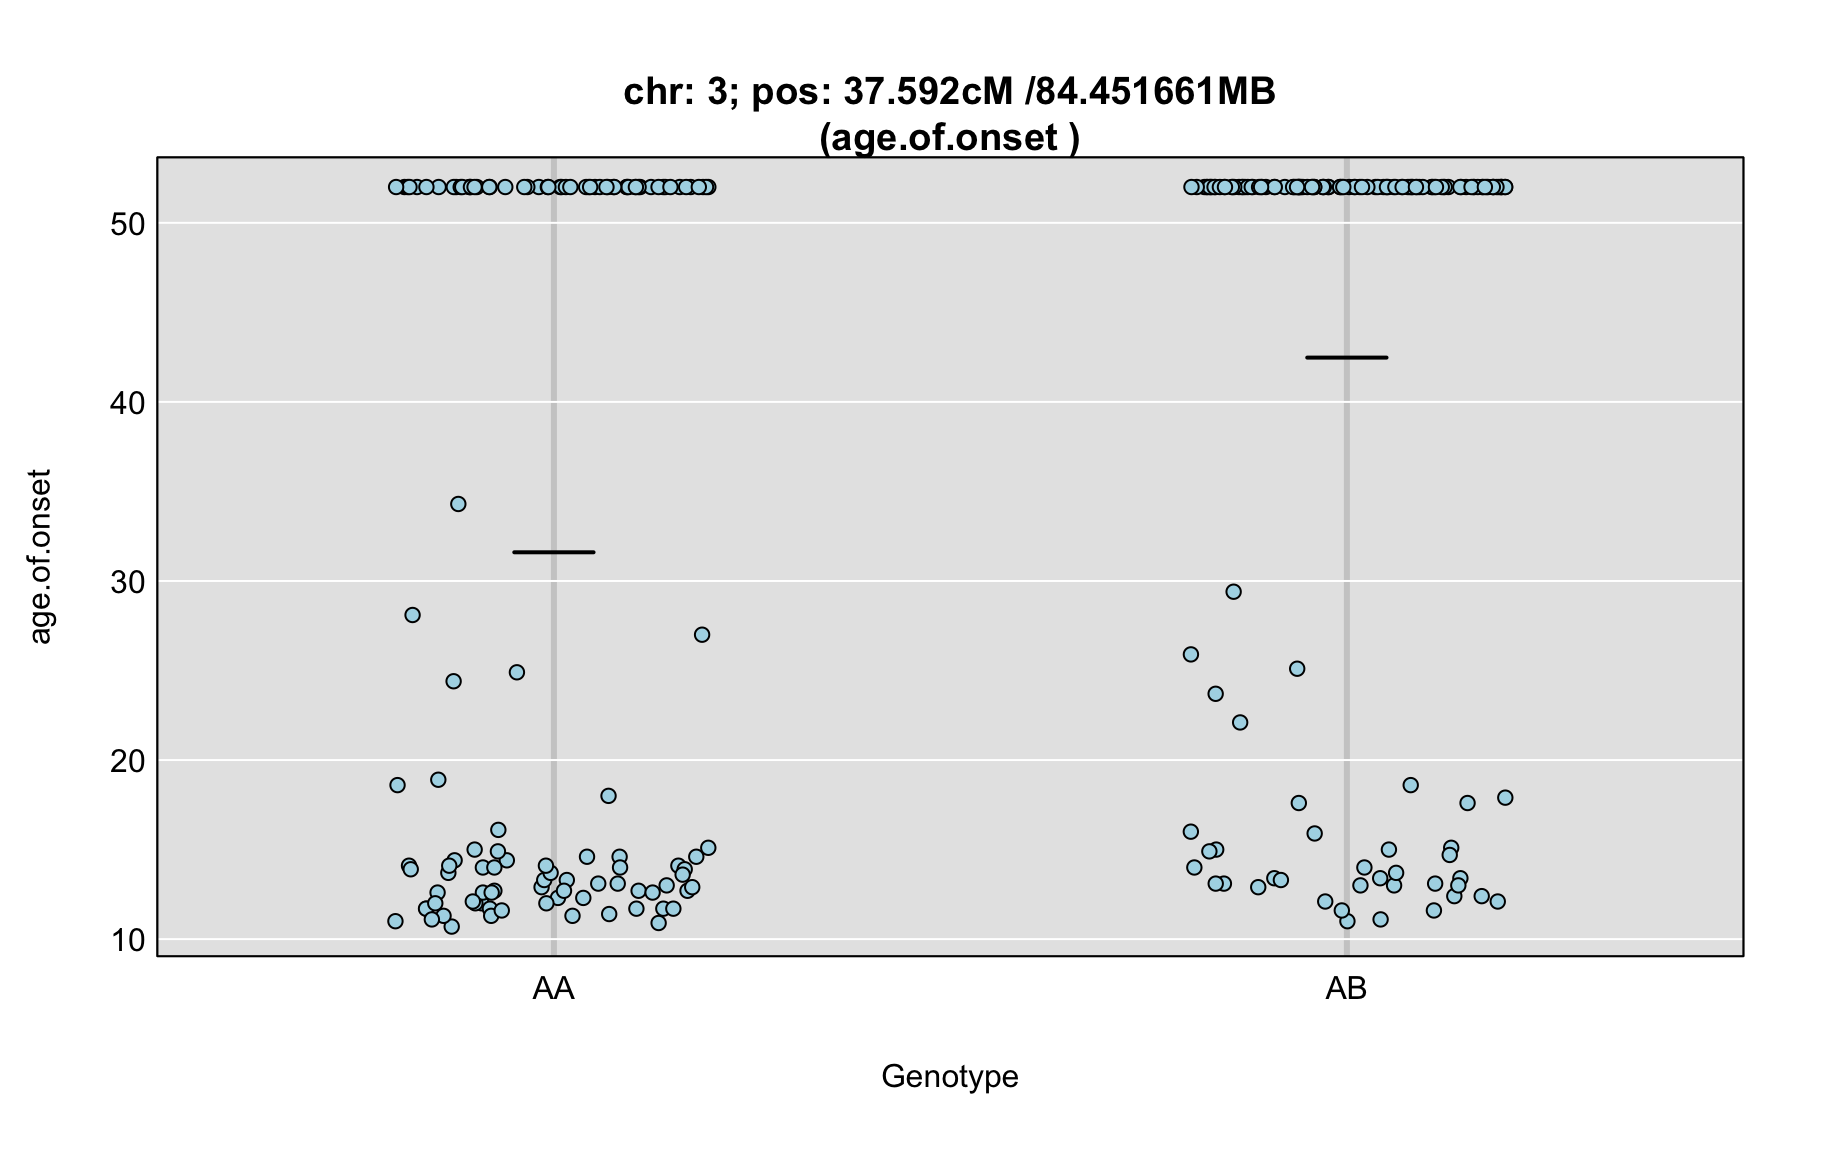 chr: 3; pos: 37.592cM /84.451661MB
(age.of.onset )
age.of.onset
50
40
30
20
10
AA
AB
Genotype